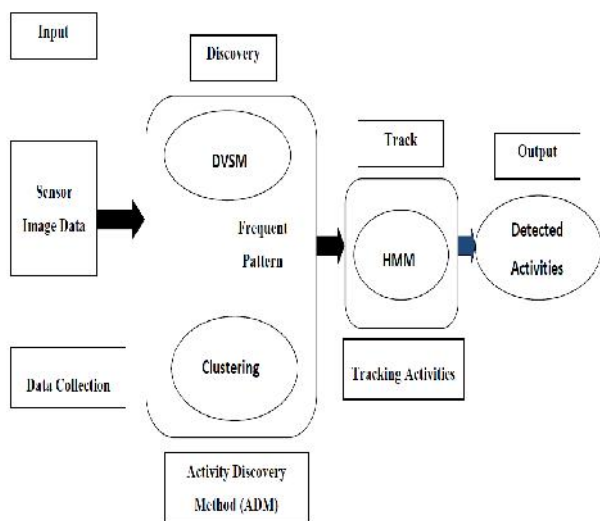 Input
Discovery
DVSM
Track
Output
Sensor
Image Data
Frequent
Pattern
HMM
Detected
Activities
Clustering
Data Collection
Tracking Activities
Activity Discovery
Method (ADM)